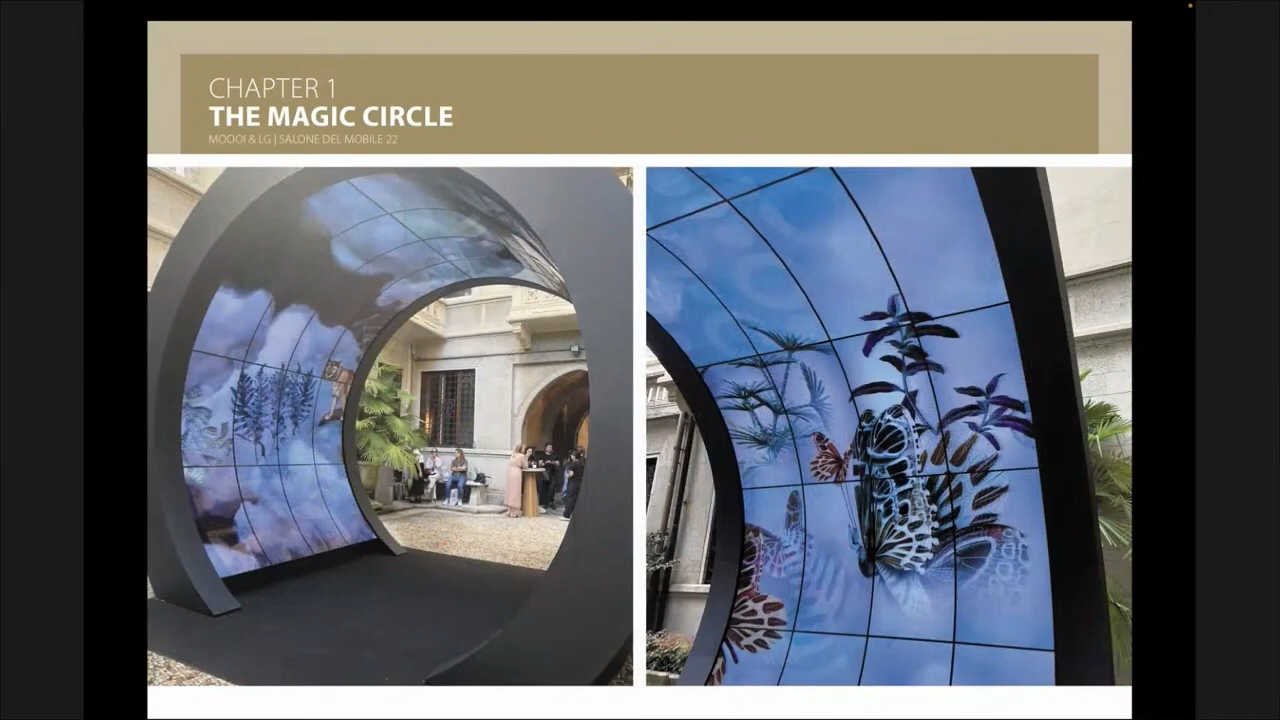 CHAPTER 1
THE MAGIC CIRCLE
MOOOI & LG | SALONE DEL MOBILE 22